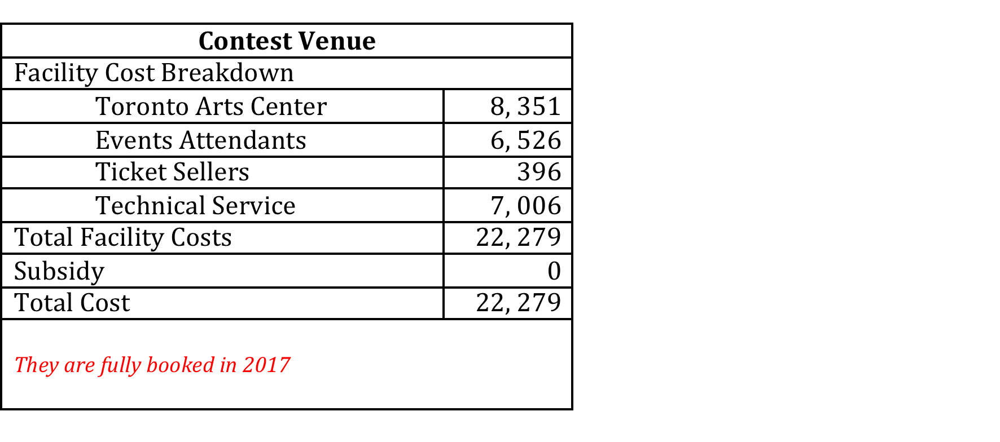 Contest Venue
Facility Cost Breakdown
Toronto Arts Center 8, 351
Events Attendants 6, 526
Ticket Sellers 396
Technical Service 7, 006
Total Facility Costs 22, 279
Subsidy 0
Total Cost 22, 279
They are fully booked in 2017